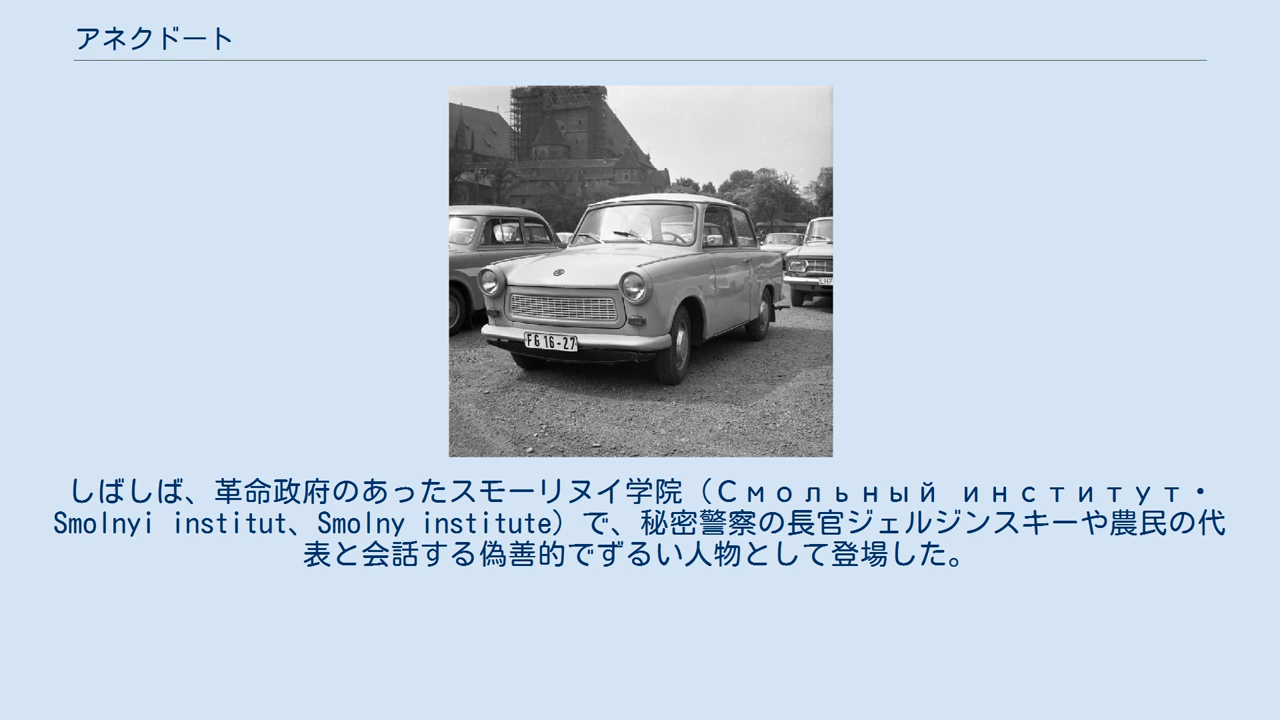 アネクドート
FG 16-27
しばしば、革命政府のあったスモーリヌイ学院（Ｓмольный институт・
Smolnyi institut、Smolny institute）で、秘密警察の長官ジェルジンスキーや農民の代
表と会話する偽善的でずるい人物として登場した。